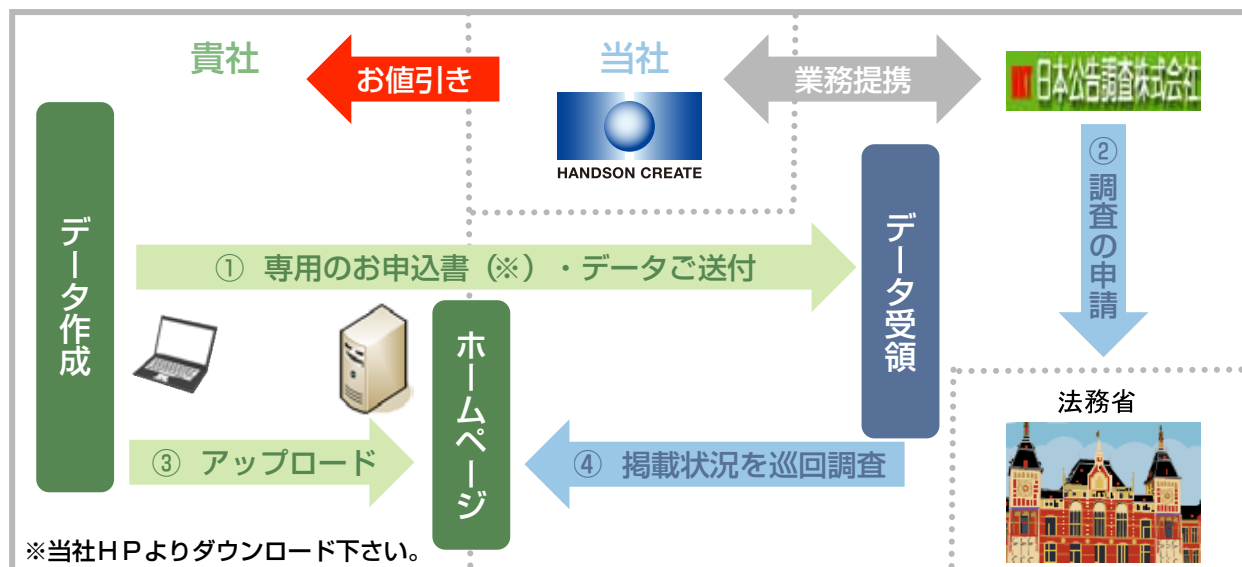 貴社
お値引き
当社
業務提携
日本公告調査株式会社
HANDSON CREATE
データ作成
① 専用のお申込書（※）・データご送付
データ受領
②調査の申請
ホームページ
法務省
③ アップロード
④ 掲載状況を巡回調査
※当社ＨＰよりダウンロード下さい。